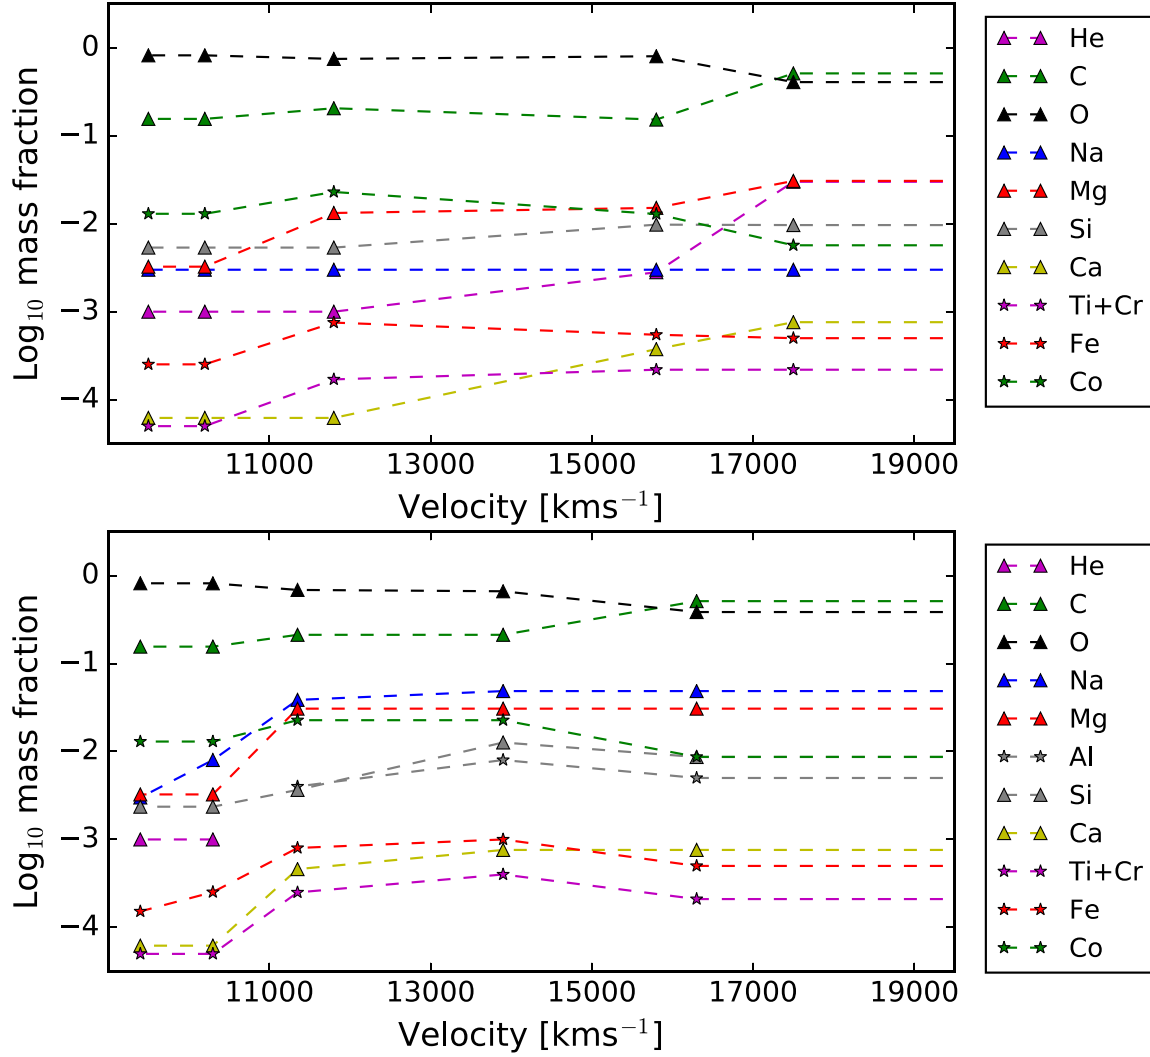 0
−1
−2
−3
−4
Log₁₀ mass fraction
11000 13000 15000 17000 19000
Velocity [kms⁻¹]
He
C
O
Na
Mg
Si
Ca
Ti+Cr
Fe
Co
0
−1
−2
−3
−4
Log₁₀ mass fraction
11000 13000 15000 17000 19000
Velocity [kms⁻¹]
He
C
O
Na
Mg
Al
Si
Ca
Ti+Cr
Fe
Co